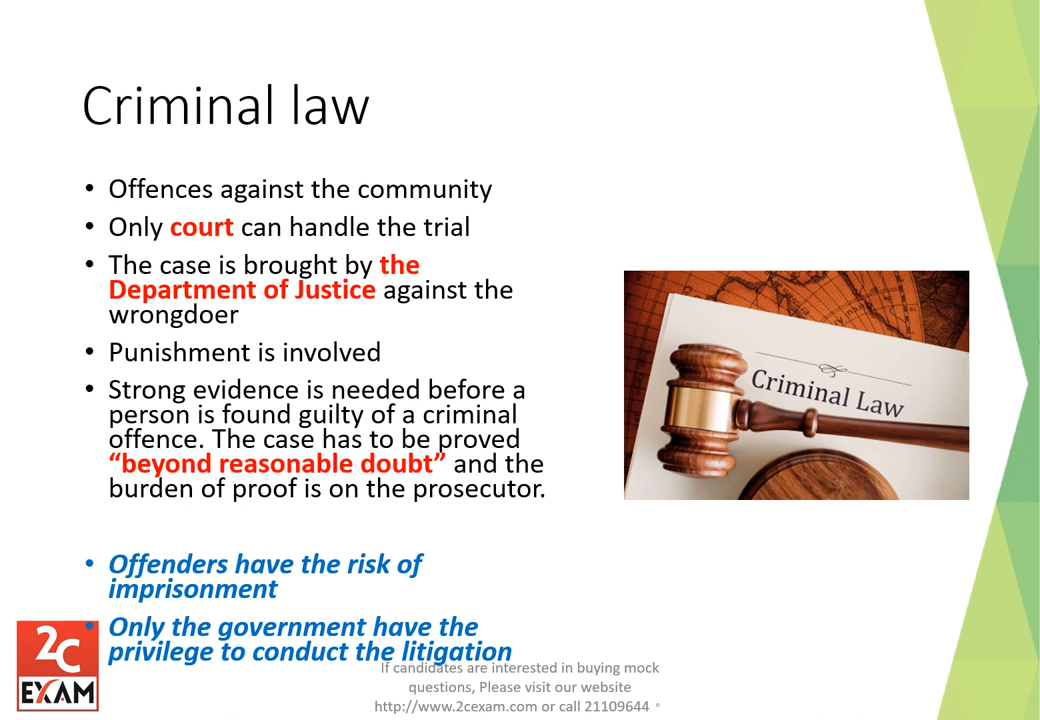 Criminal law
• Offences against the community
• Only court can handle the trial
• The case is brought by the
Department of Justice against the
wrongdoer
• Punishment is involved
• Strong evidence is needed before a
person is found guilty of a criminal
offence. The case has to be proved
“beyond reasonable doubt” and the
burden of proof is on the prosecutor.
Criminal Law
• Offenders have the risk of
imprisonment
• Only the government have the
privilege to conduct the litigation
2C
EXAM
If candidates are interested in buying mock
questions, Please visit our website
http://www.2cexam.com or call 21109644 。